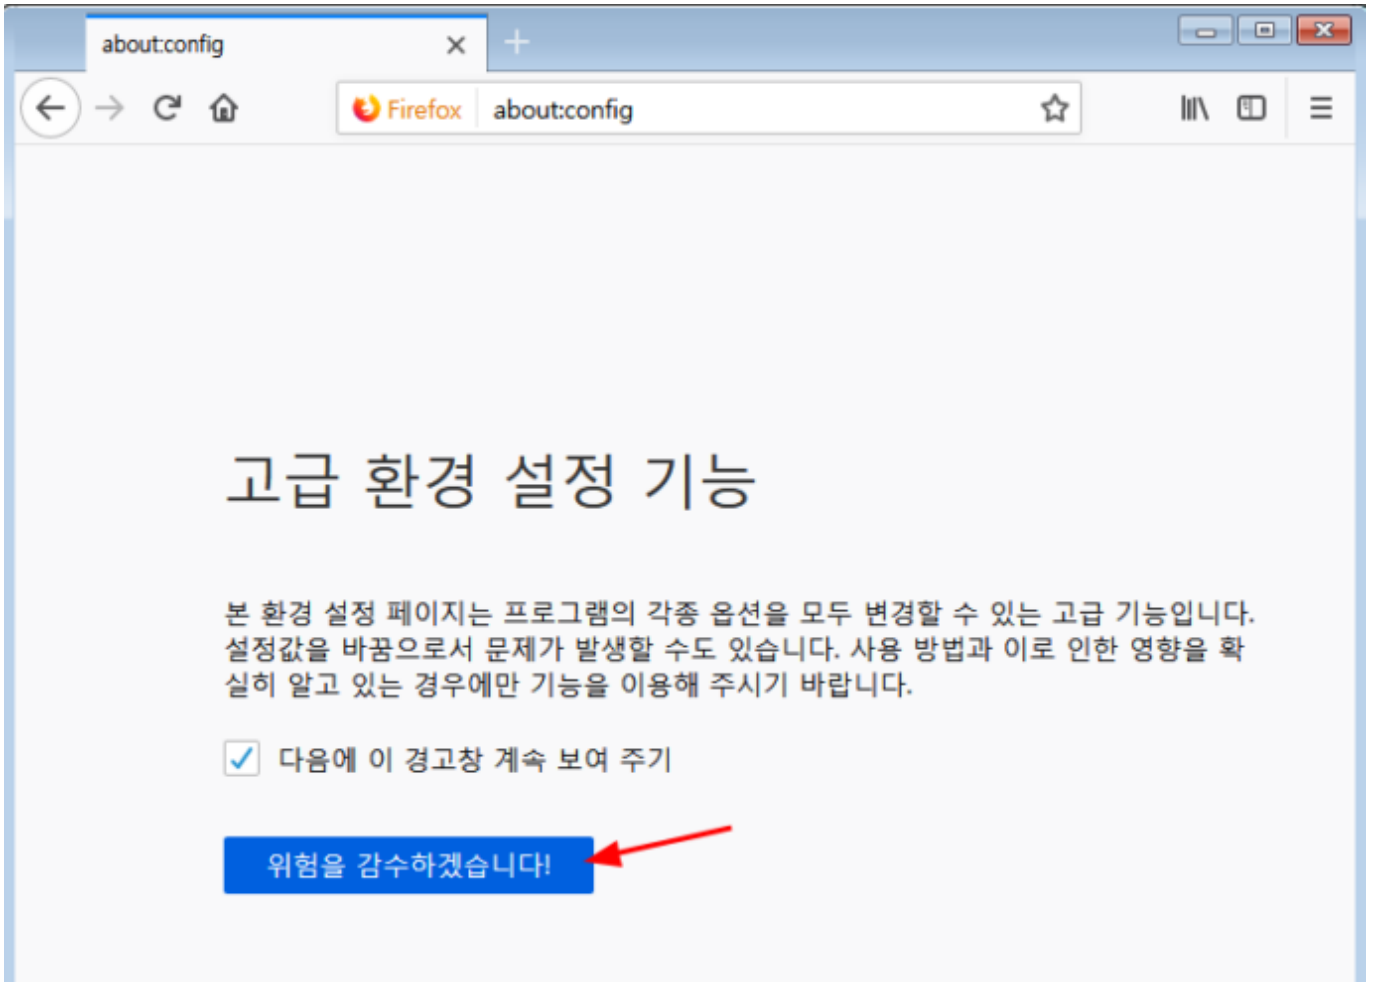 about:config
Firefox about:config
고급 환경 설정 기능
본 환경 설정 페이지는 프로그램의 각종 옵션을 모두 변경할 수 있는 고급 기능입니다.
설정값을 바꿈으로서 문제가 발생할 수도 있습니다. 사용 방법과 이로 인한 영향을 확
실히 알고 있는 경우에만 기능을 이용해 주시기 바랍니다.
다음에 이 경고창 계속 보여 주기
위험을 감수하겠습니다!